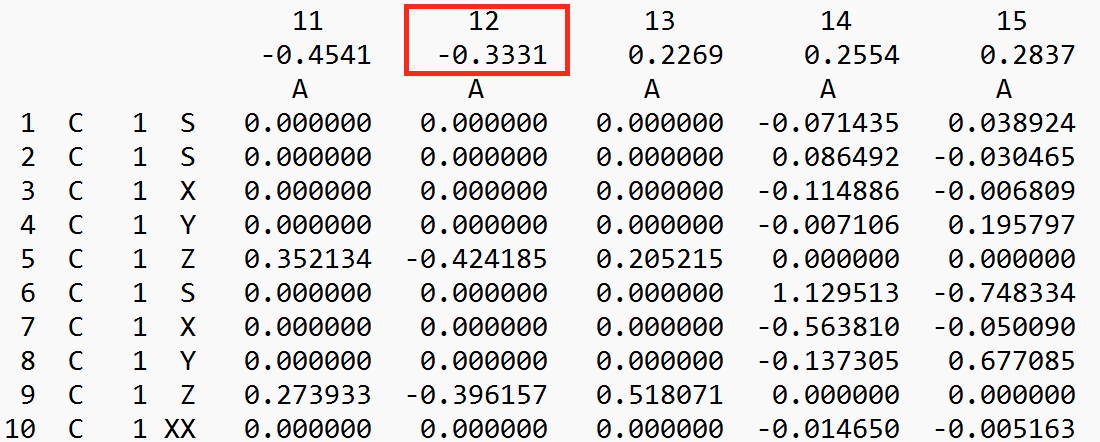 11 12 13 14 15
-0.4541 -0.3331 0.2269 0.2554 0.2837
A A A A A
1 C 1 S 0.000000 0.000000 0.000000 -0.071435 0.038924
2 C 1 S 0.000000 0.000000 0.000000 0.086492 -0.030465
3 C 1 X 0.000000 0.000000 0.000000 -0.114886 -0.006809
4 C 1 Y 0.000000 0.000000 0.000000 -0.007106 0.195797
5 C 1 Z 0.352134 -0.424185 0.205215 0.000000 0.000000
6 C 1 S 0.000000 0.000000 0.000000 1.129513 -0.748334
7 C 1 X 0.000000 0.000000 0.000000 -0.563810 -0.050090
8 C 1 Y 0.000000 0.000000 0.000000 -0.137305 0.677085
9 C 1 Z 0.273933 -0.396157 0.518071 0.000000 0.000000
10 C 1 XX 0.000000 0.000000 0.000000 -0.014650 -0.005163